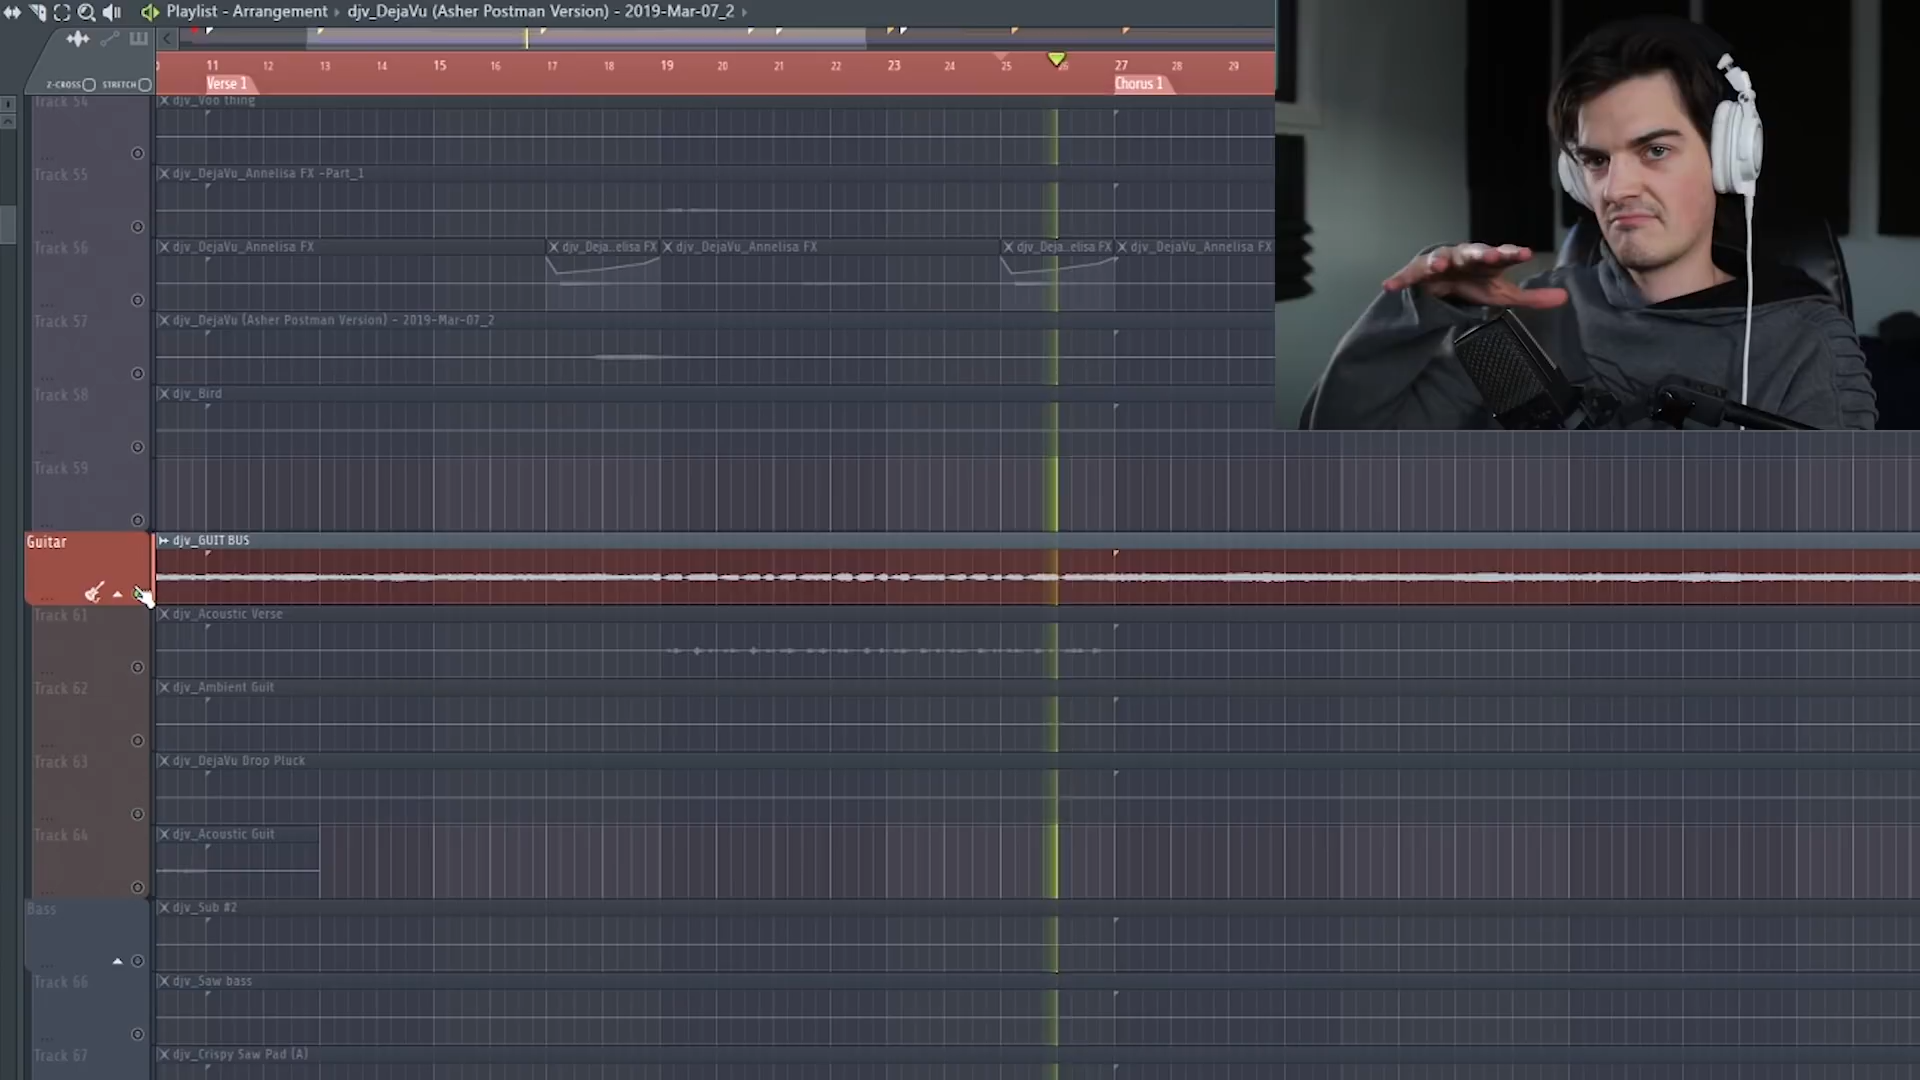 Playlist - Arrangement › djv_DejaVu (Asher Postman Version) - 2019-Mar-07_2 ›
Z-CROSS STRETCH
11 12 13 14 15 16 17 18 19 20 21 22 23 24 25 26 27 28 29
Verse 1 Chorus 1
Track 54 djv_Voo thing
Track 55 djv_DejaVu_Annelisa FX -Part_1
Track 56 djv_DejaVu_Annelisa FX djv_Deja..elisa FX djv_DejaVu_Annelisa FX djv_Deja..elisa FX djv_DejaVu_Annelisa FX
Track 57 djv_DejaVu (Asher Postman Version) - 2019-Mar-07_2
Track 58 djv_Bird
Track 59
Guitar djv_GUIT BUS
Track 61 djv_Acoustic Verse
Track 62 djv_Ambient Guit
Track 63 djv_DejaVu Drop Pluck
Track 64 djv_Acoustic Guit
Bass djv_Sub #2
Track 66 djv_Saw bass
Track 67 djv_Crispy Saw Pad (A)